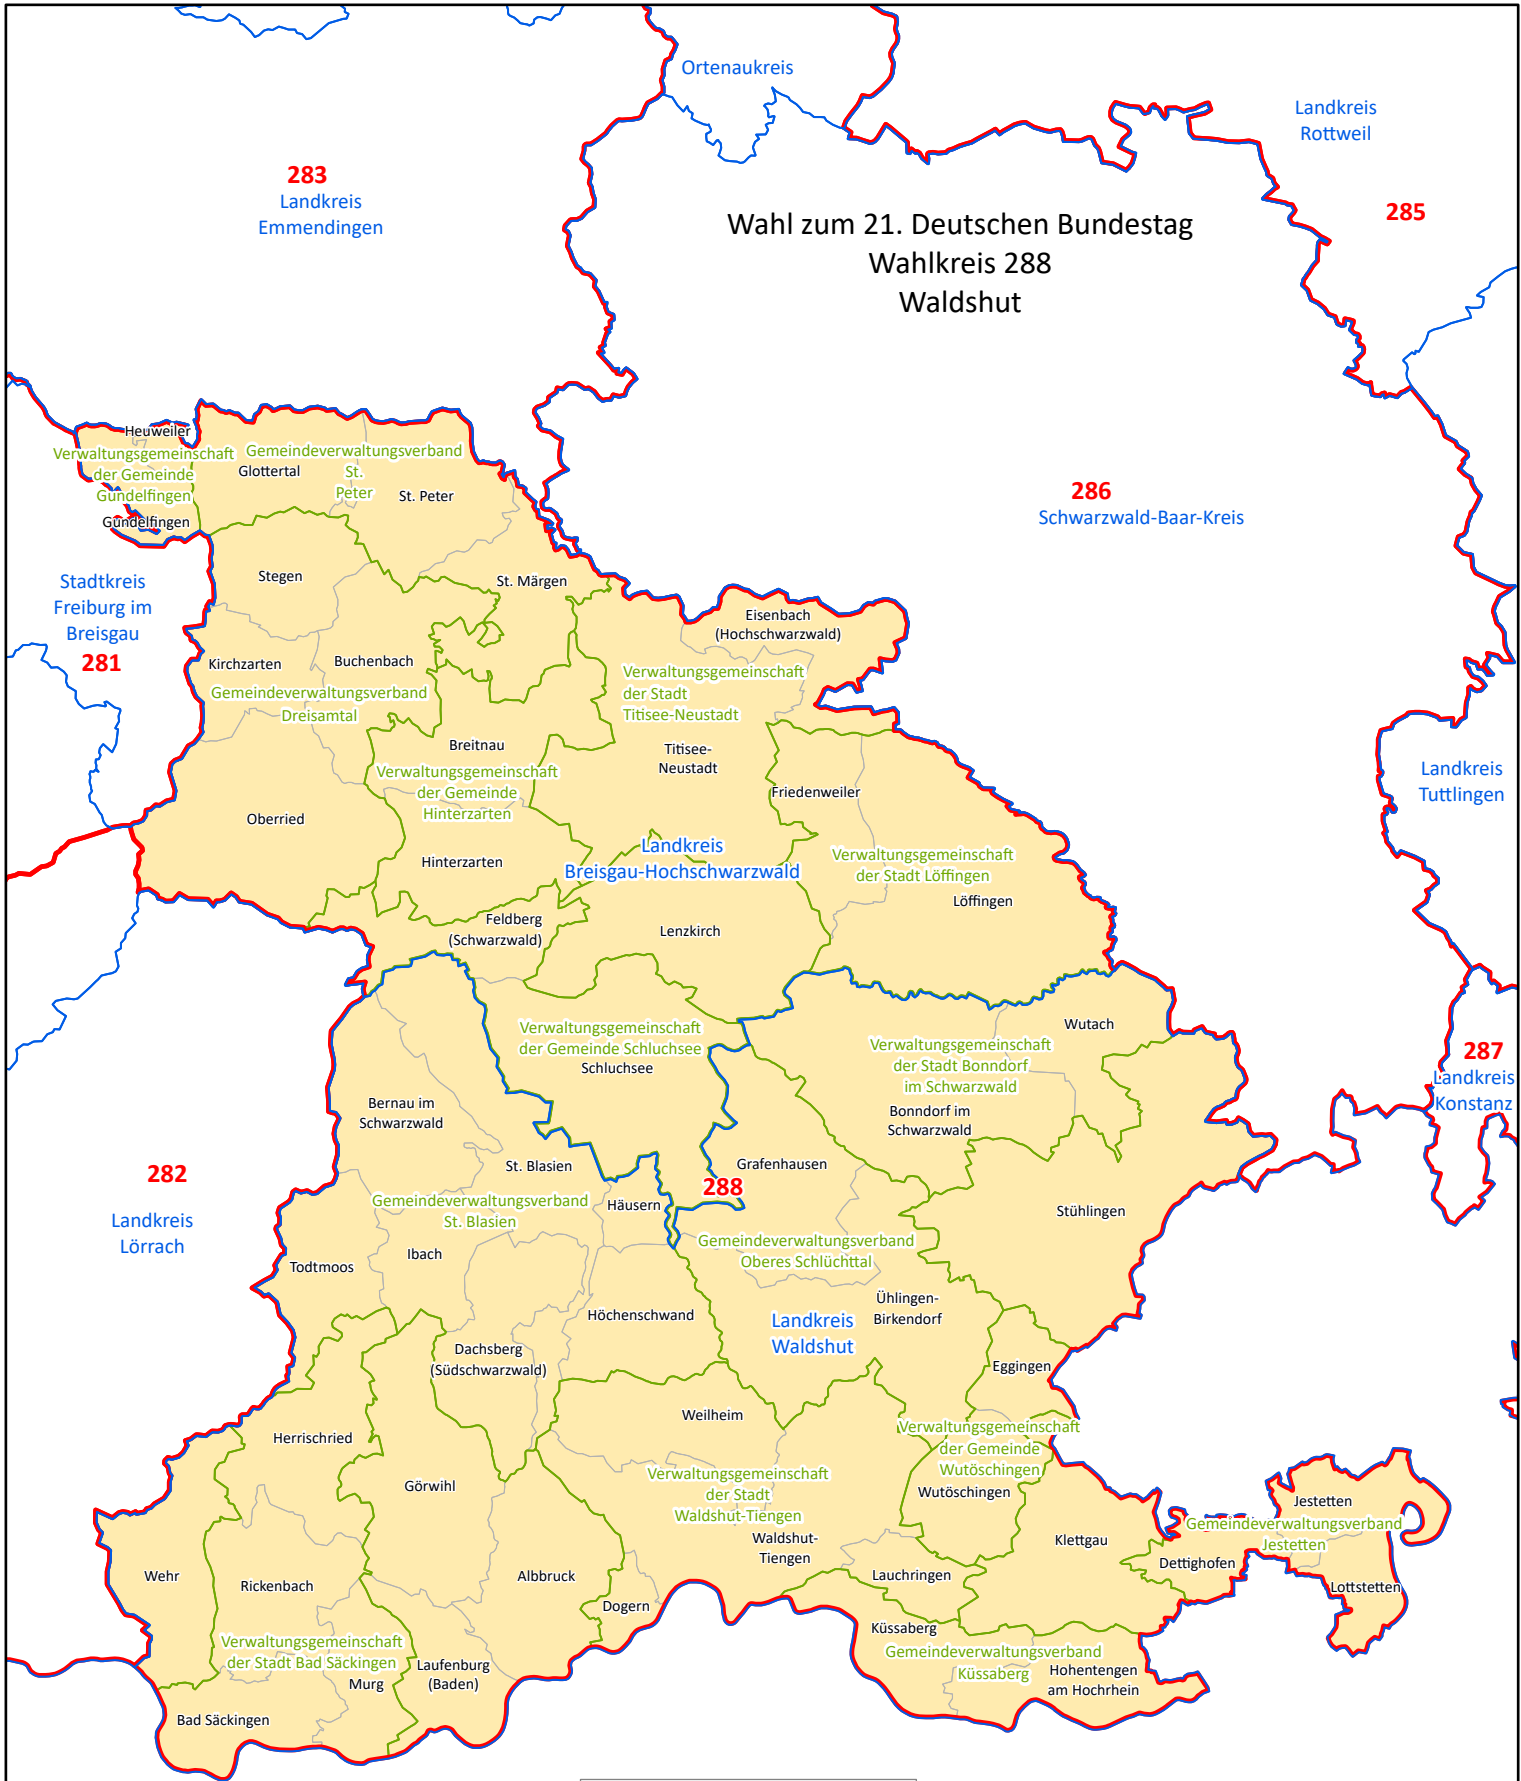 Ortenaukreis
Landkreis
Rottweil
283
Landkreis
Emmendingen
285
Wahl zum 21. Deutschen Bundestag
Wahlkreis 288
Waldshut
Heuweiler
Verwaltungsgemeinschaft
der Gemeinde
Gundelfingen
Gundelfingen
Gemeindeverwaltungsverband
St.
Peter
Glottertal
St. Peter
286
Schwarzwald-Baar-Kreis
Stadtkreis
Freiburg im
Breisgau
281
Stegen
St. Märgen
Eisenbach
(Hochschwarzwald)
Kirchzarten
Buchenbach
Gemeindeverwaltungsverband
Dreisamtal
Verwaltungsgemeinschaft
der Stadt
Titisee-Neustadt
Titisee-
Neustadt
Breitnau
Verwaltungsgemeinschaft
der Gemeinde
Hinterzarten
Friedenweiler
Landkreis
Tuttlingen
Oberried
Hinterzarten
Landkreis
Breisgau-Hochschwarzwald
Verwaltungsgemeinschaft
der Stadt Löffingen
Löffingen
Feldberg
(Schwarzwald)
Lenzkirch
Verwaltungsgemeinschaft
der Gemeinde Schluchsee
Schluchsee
Wutach
Verwaltungsgemeinschaft
der Stadt Bonndorf
im Schwarzwald
Bonndorf im
Schwarzwald
287
Landkreis
Konstanz
Bernau im
Schwarzwald
282
Landkreis
Lörrach
St. Blasien
Gemeindeverwaltungsverband
St. Blasien
Häusern
Grafenhausen
288
Stühlingen
Ibach
Todtmoos
Gemeindeverwaltungsverband
Oberes Schlüchttal
Höchenschwand
Ühlingen-
Birkendorf
Landkreis
Waldshut
Dachsberg
(Südschwarzwald)
Eggingen
Weilheim
Herrischried
Verwaltungsgemeinschaft
der Gemeinde
Wutöschingen
Wutöschingen
Görwihl
Verwaltungsgemeinschaft
der Stadt
Waldshut-Tiengen
Waldshut-
Tiengen
Jestetten
Gemeindeverwaltungsverband
Jestetten
Klettgau
Dettighofen
Lottstetten
Wehr
Rickenbach
Albbruck
Lauchringen
Dogern
Küssaberg
Gemeindeverwaltungsverband
Küssaberg
Hohentengen
am Hochrhein
Verwaltungsgemeinschaft
der Stadt Bad Säckingen
Murg
Laufenburg
(Baden)
Bad Säckingen